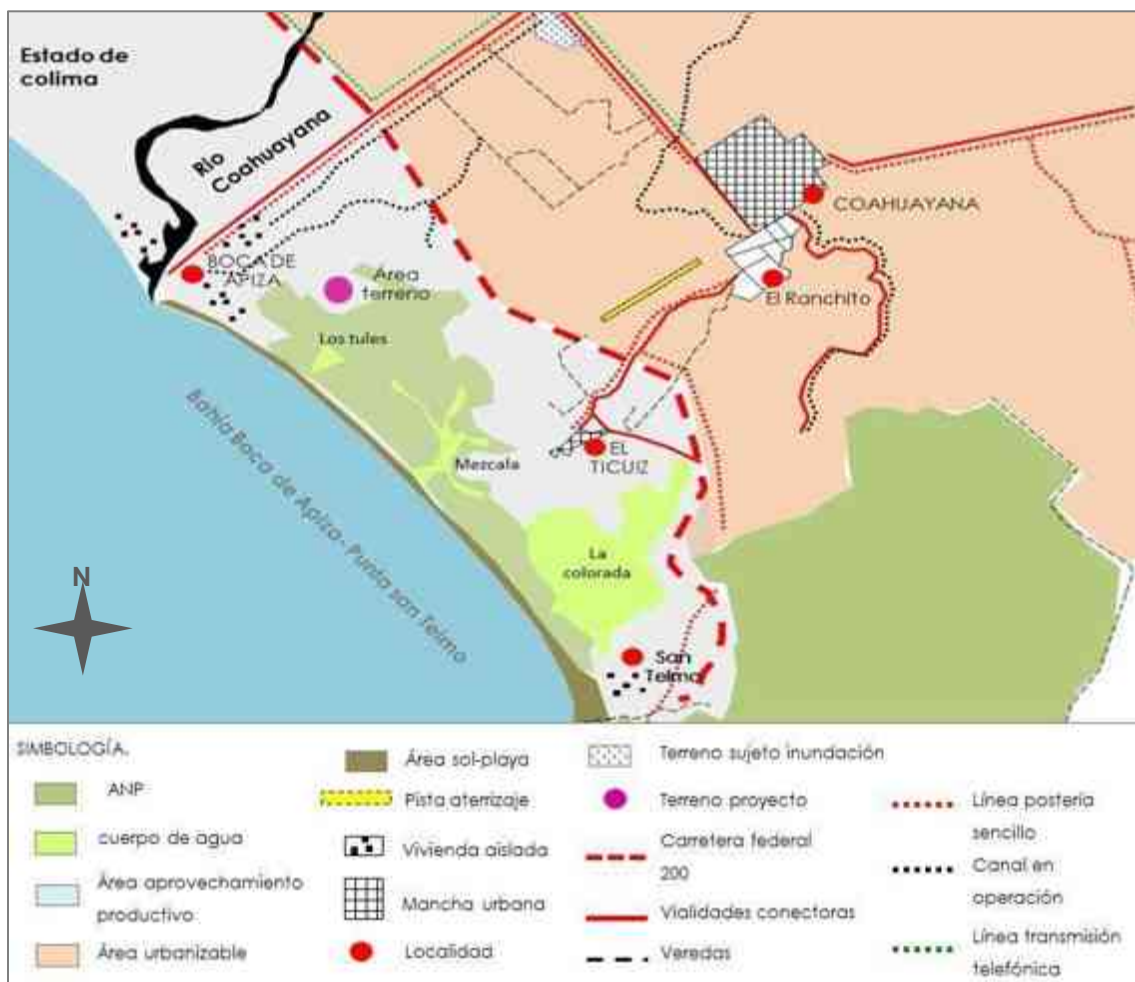 Estado de
colima
Río
Coahuayana
BOCA DE
APIZA
Área
terreno
Los tules
Mezcala
COAHUAYANA
El Ranchito
EL
TICUIZ
La
colorada
San
Telmo
Bahía Boca de Apiza- Punta san Telmo
N
SIMBOLOGÍA.
ANP
cuerpo de agua
Área aprovechamiento
productivo
Área urbanizable
Área sol-playa
Pista aterrizaje
Vivienda aislada
Mancha urbana
Localidad
Terreno sujeto inundación
Terreno proyecto
Carretera federal
200
Vialidades conectoras
Veredas
Línea postería
sencillo
Canal en
operación
Línea transmisión
telefónica